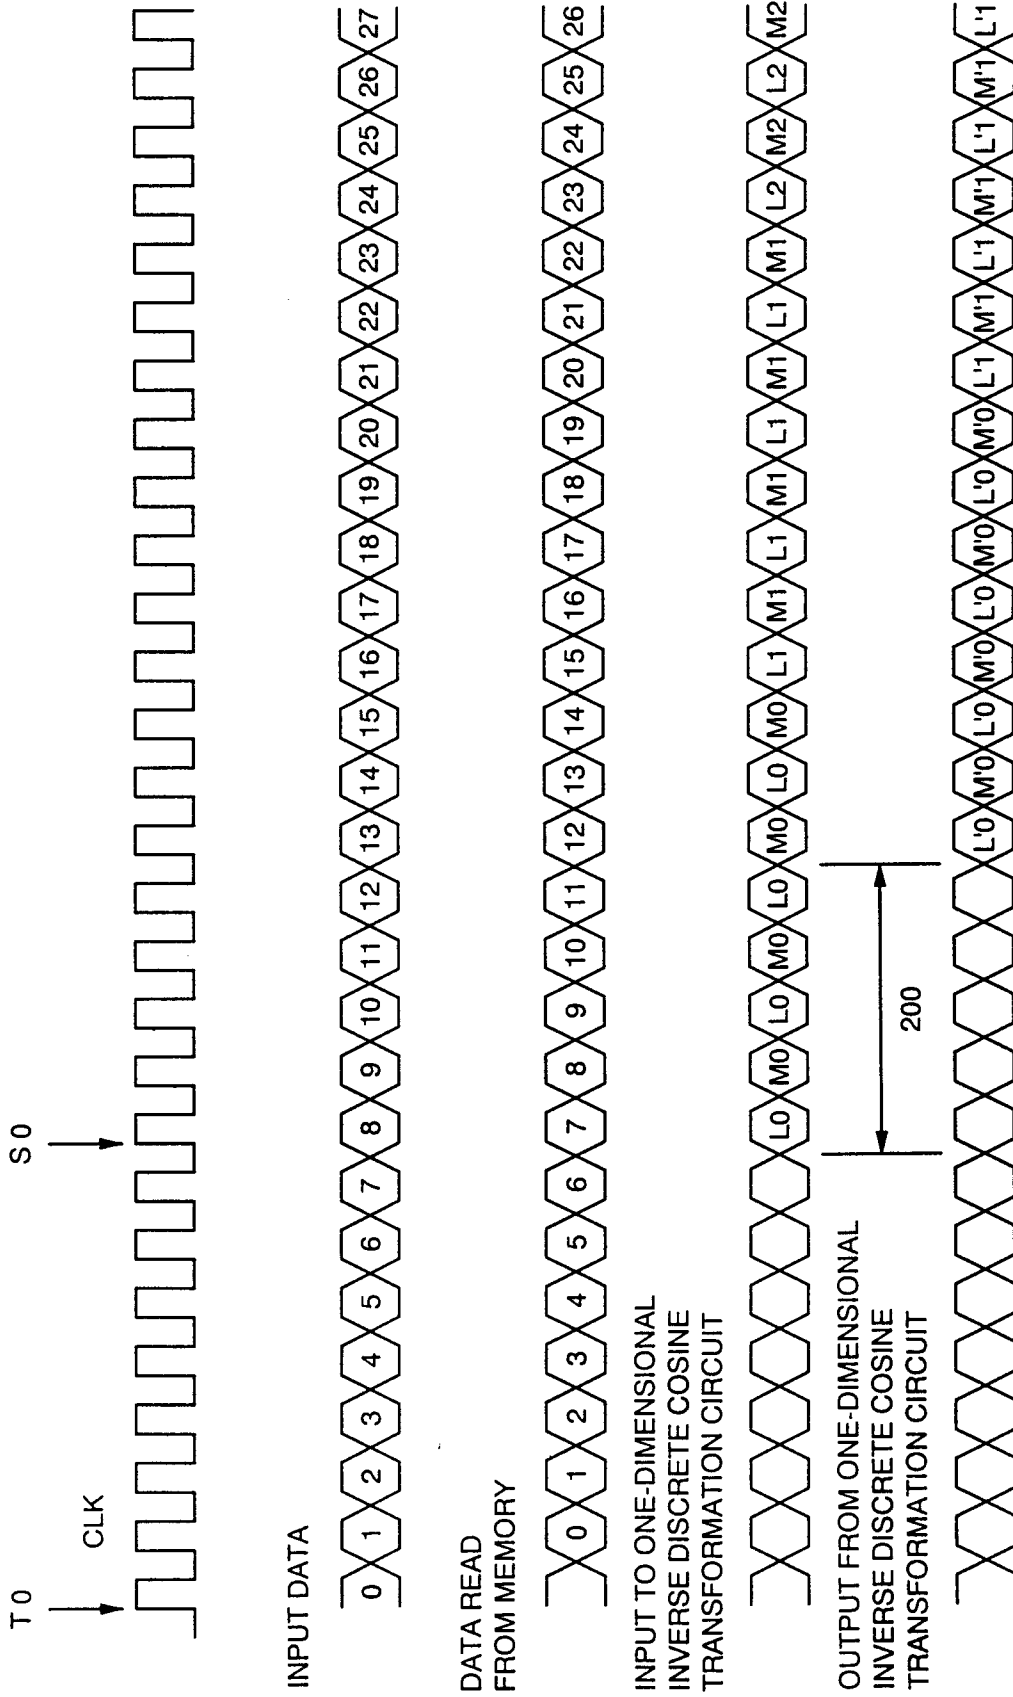 T0 S0
CLK
INPUT DATA
0 1 2 3 4 5 6 7 8 9 10 11 12 13 14 15 16 17 18 19 20 21 22 23 24 25 26 27
DATA READ
FROM MEMORY
0 1 2 3 4 5 6 7 8 9 10 11 12 13 14 15 16 17 18 19 20 21 22 23 24 25 26
INPUT TO ONE-DIMENSIONAL
INVERSE DISCRETE COSINE
TRANSFORMATION CIRCUIT
L0 M0 L0 M0 L0 M0 L0 M0 L1 M1 L1 M1 L1 M1 L1 M1 L2 M2 L2 M2
200
OUTPUT FROM ONE-DIMENSIONAL
INVERSE DISCRETE COSINE
TRANSFORMATION CIRCUIT
L'0 M'0 L'0 M'0 L'0 M'0 L'0 M'0 L'1 M'1 L'1 M'1 L'1 M'1 L'1